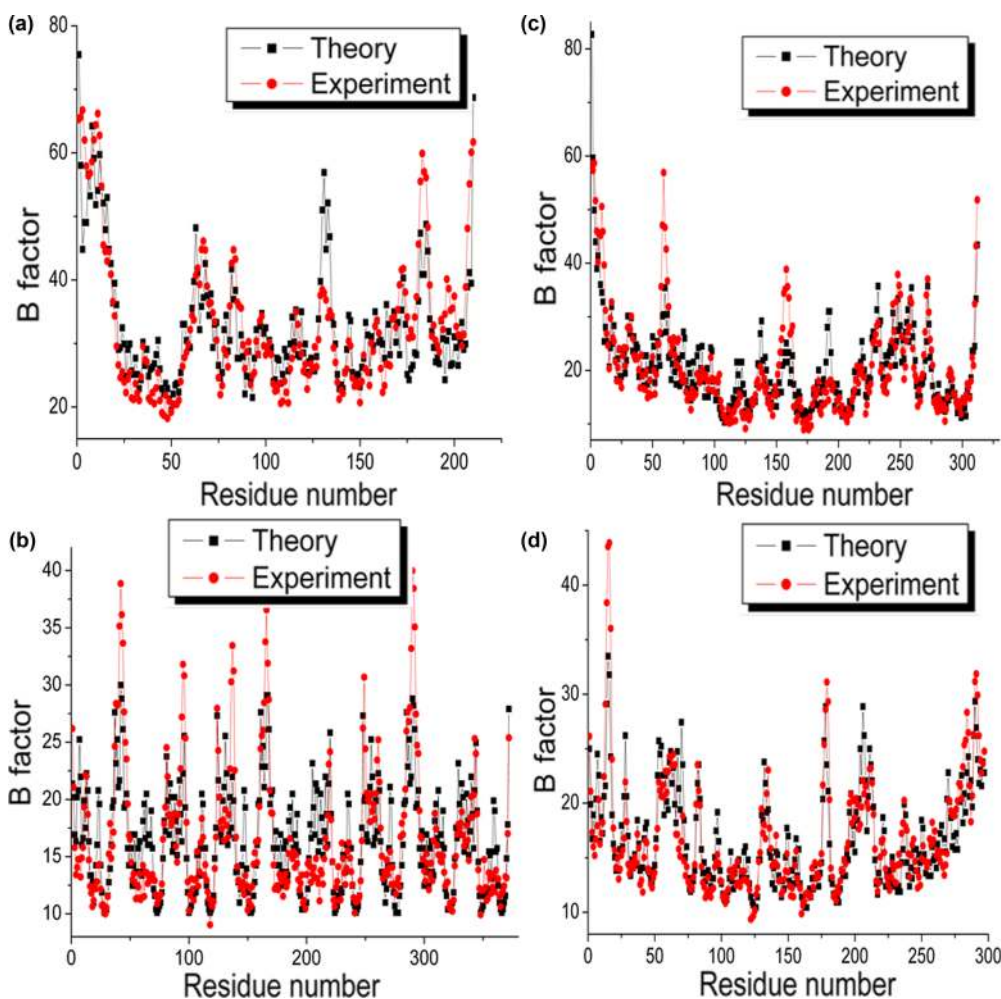 (a)
80
60
40
20
B factor
0 50 100 150 200
Residue number
Theory
Experiment
(c)
80
60
40
20
B factor
0 50 100 150 200 250 300
Residue number
Theory
Experiment
(b)
40
35
30
25
20
15
10
B factor
0 100 200 300
Residue number
Theory
Experiment
(d)
40
30
20
10
B factor
0 50 100 150 200 250 300
Residue number
Theory
Experiment